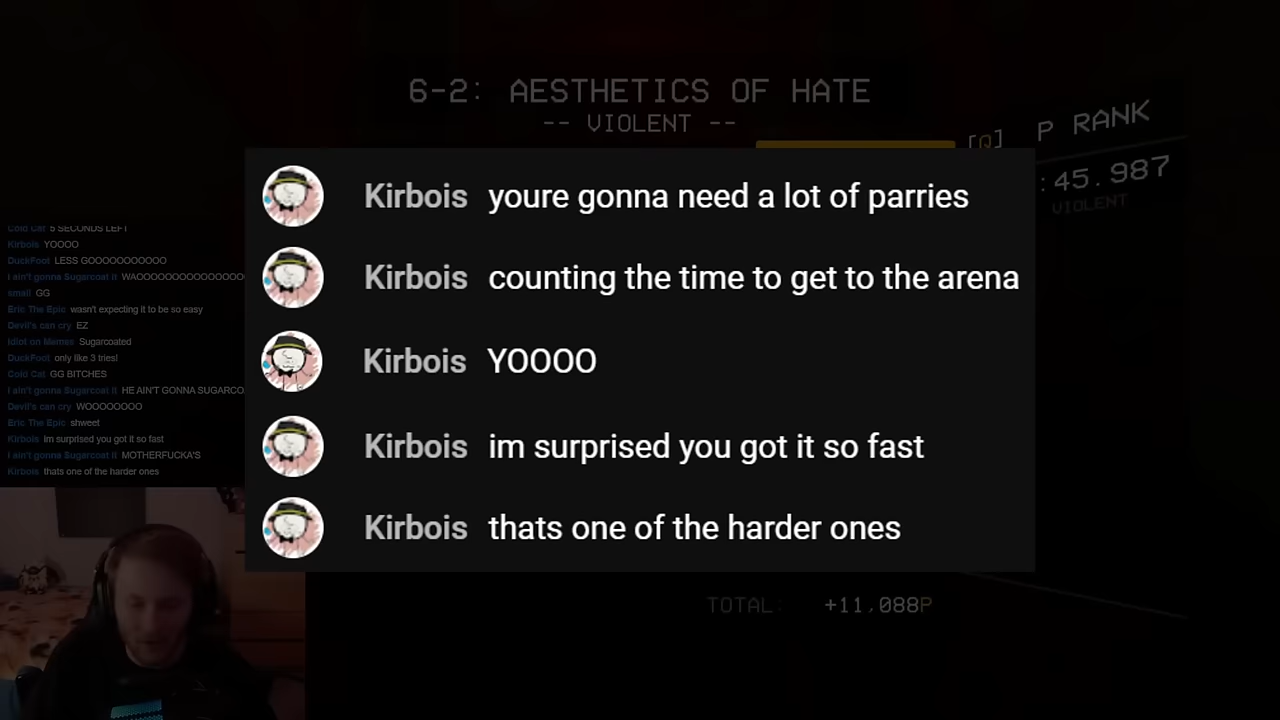 6-2: AESTHETICS OF HATE
-- VIOLENT --
[Q] P RANK
:45.987
VIOLENT
Kirbois youre gonna need a lot of parries
Kirbois counting the time to get to the arena
Kirbois YOOOO
Kirbois im surprised you got it so fast
Kirbois thats one of the harder ones
Cold Cat 5 SECONDS LEFT
Kirbois YOOOO
DuckFoot LESS GOOOOOOOOOOO
i ain't gonna Sugarcoat it WAOOOOOOOOOOOOOOO
small GG
Eric The Epic wasn't expecting it to be so easy
Devil's can cry EZ
Idiot on Memes Sugarcoated
DuckFoot only like 3 tries!
Cold Cat GG BITCHES
i ain't gonna Sugarcoat it HE AIN'T GONNA SUGARCO
Devil's can cry WOOOOOOOO
Eric The Epic shweet
Kirbois im surprised you got it so fast
i ain't gonna Sugarcoat it MOTHERFUCKA'S
Kirbois thats one of the harder ones
TOTAL: +11,088P